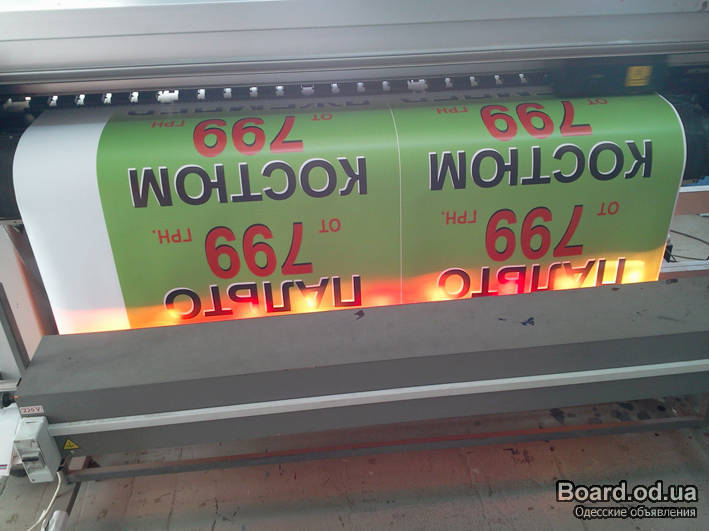 ПАЛЬТО
ОТ 799 ГРН.
КОСТЮМ
ОТ 799 ГРН.
ПАЛЬТО
ОТ 799 ГРН.
КОСТЮМ
ОТ 799 ГРН.
220 V
Board.od.ua
Одесские объявления